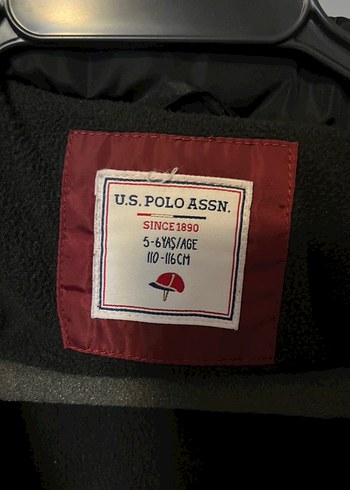 U.S. POLO ASSN.
SINCE 1890
5-6YAS/AGE
110-116CM